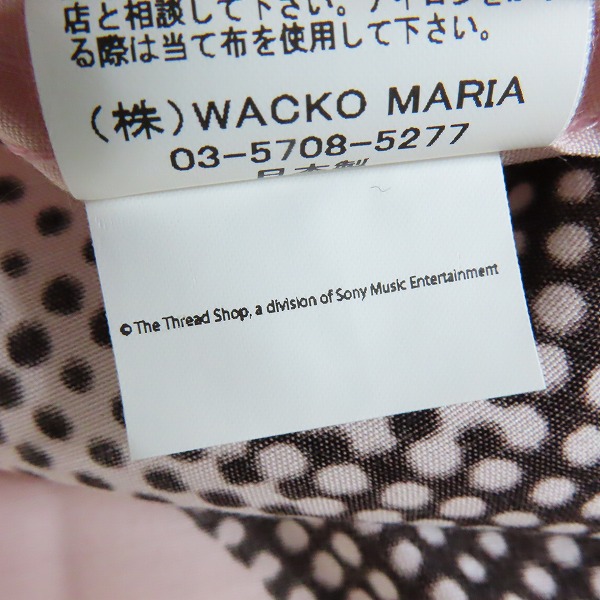 店と相談して下さい。アイロンをかけ
る際は当て布を使用して下さい。
(株)WACKO MARIA
03-5708-5277
日本製
© The Thread Shop, a division of Sony Music Entertainment